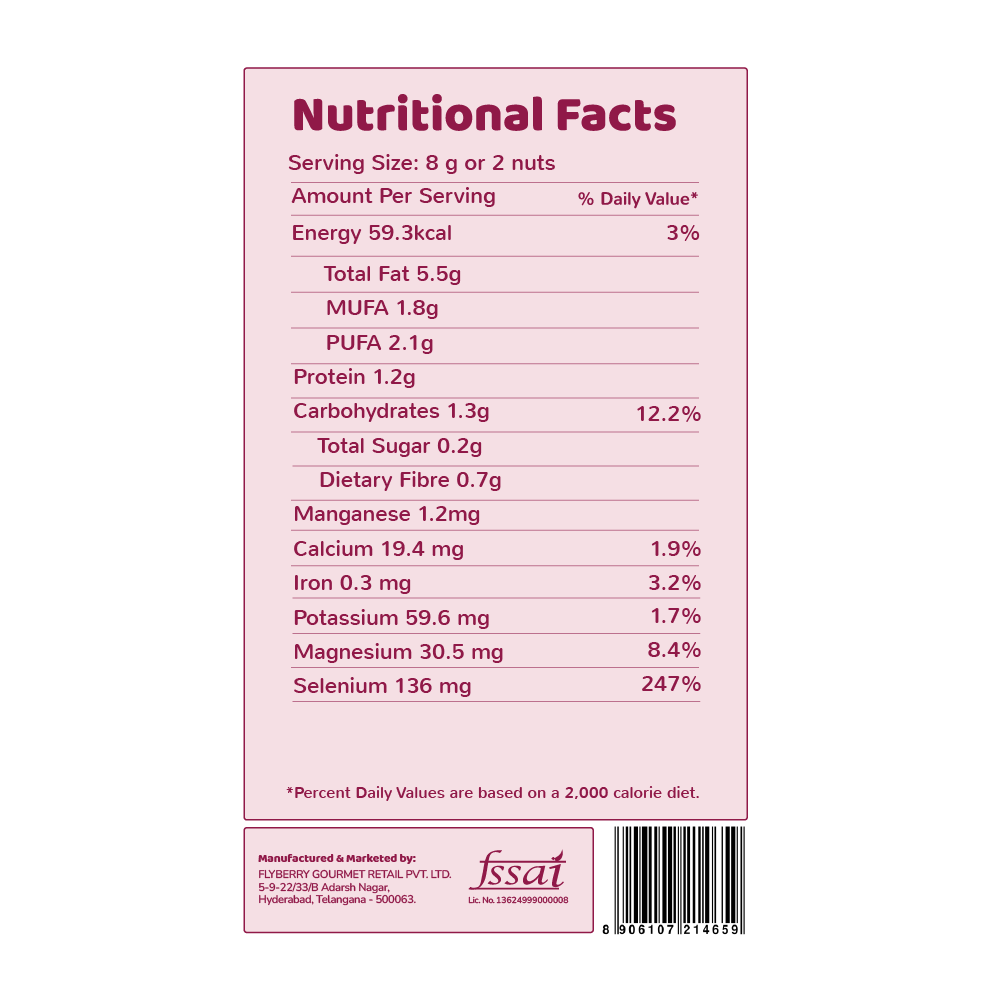 Nutritional Facts
Serving Size: 8 g or 2 nuts
Amount Per Serving % Daily Value*
Energy 59.3kcal 3%
Total Fat 5.5g
MUFA 1.8g
PUFA 2.1g
Protein 1.2g
Carbohydrates 1.3g 12.2%
Total Sugar 0.2g
Dietary Fibre 0.7g
Manganese 1.2mg
Calcium 19.4 mg 1.9%
Iron 0.3 mg 3.2%
Potassium 59.6 mg 1.7%
Magnesium 30.5 mg 8.4%
Selenium 136 mg 247%
*Percent Daily Values are based on a 2,000 calorie diet.
Manufactured & Marketed by:
FLYBERRY GOURMET RETAIL PVT. LTD.
5-9-22/33/B Adarsh Nagar,
Hyderabad, Telangana - 500063.
fssai
Lic. No. 13624999000008
8 906107 214659